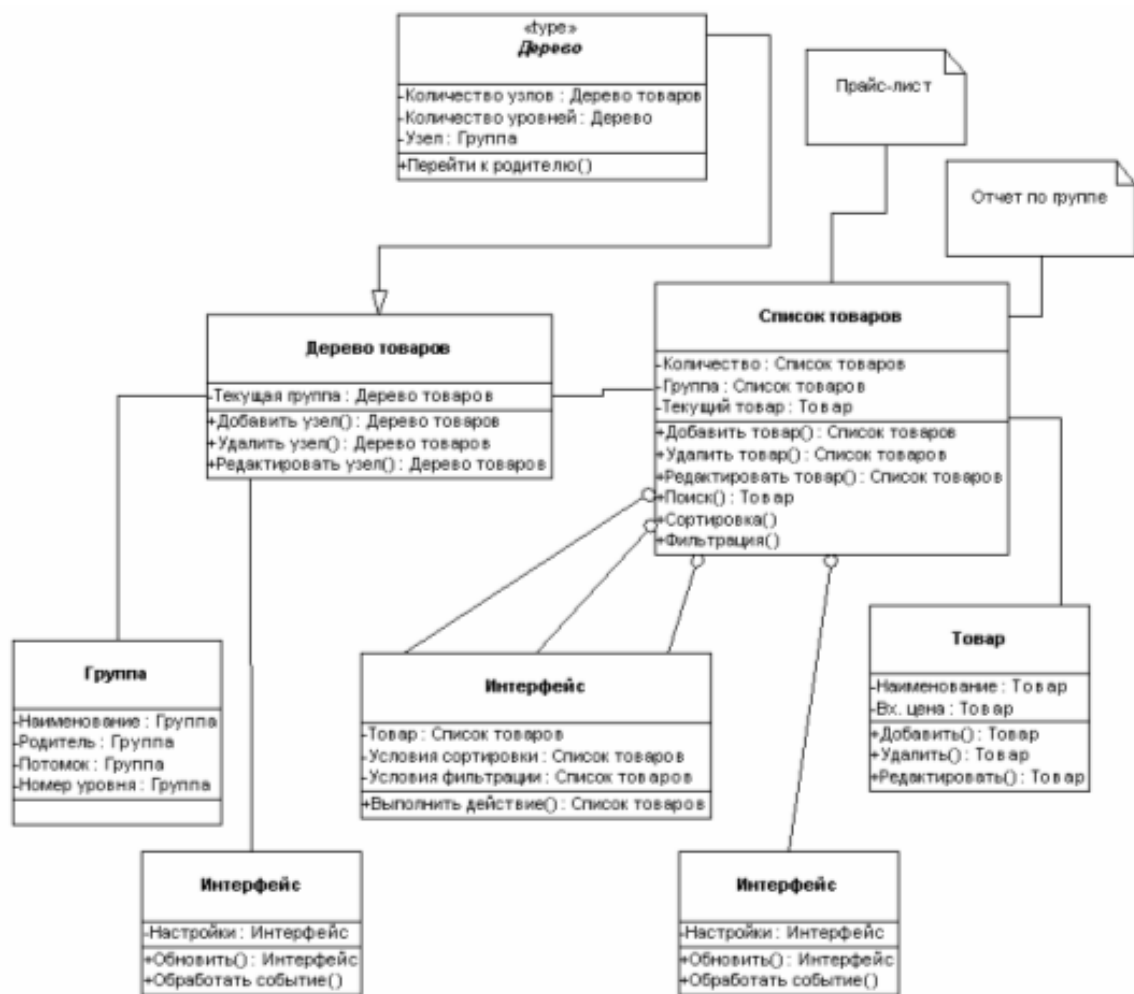 «type»
Дерево
-Количество узлов : Дерево товаров
-Количество уровней : Дерево
-Узел : Группа
+Перейти к родителю()
Прайс-лист
Отчет по группе
Дерево товаров
-Текущая группа : Дерево товаров
+Добавить узел() : Дерево товаров
+Удалить узел() : Дерево товаров
+Редактировать узел() : Дерево товаров
Список товаров
-Количество : Список товаров
-Группа : Список товаров
-Текущий товар : Товар
+Добавить товар() : Список товаров
+Удалить товар() : Список товаров
+Редактировать товар() : Список товаров
+Поиск() : Товар
+Сортировка()
+Фильтрация()
Группа
-Наименование : Группа
-Родитель : Группа
-Потомок : Группа
-Номер уровня : Группа
Интерфейс
-Товар : Список товаров
-Условия сортировки : Список товаров
-Условия фильтрации : Список товаров
+Выполнить действие() : Список товаров
Товар
-Наименование : Товар
-Вх. цена : Товар
+Добавить() : Товар
+Удалить() : Товар
+Редактировать() : Товар
Интерфейс
-Настройки : Интерфейс
+Обновить() : Интерфейс
+Обработать событие()
Интерфейс
-Настройки : Интерфейс
+Обновить() : Интерфейс
+Обработать событие()